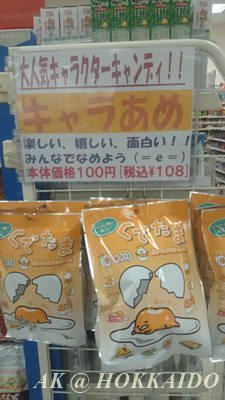 大人気キャラクターキャンディ!!
キャラあめ
楽しい、嬉しい、面白い!!
みんなでなめよう (=ё=)
本体価格100円[税込¥108]
ぐでたま
ぐでたま
AK @ HOKKAIDO